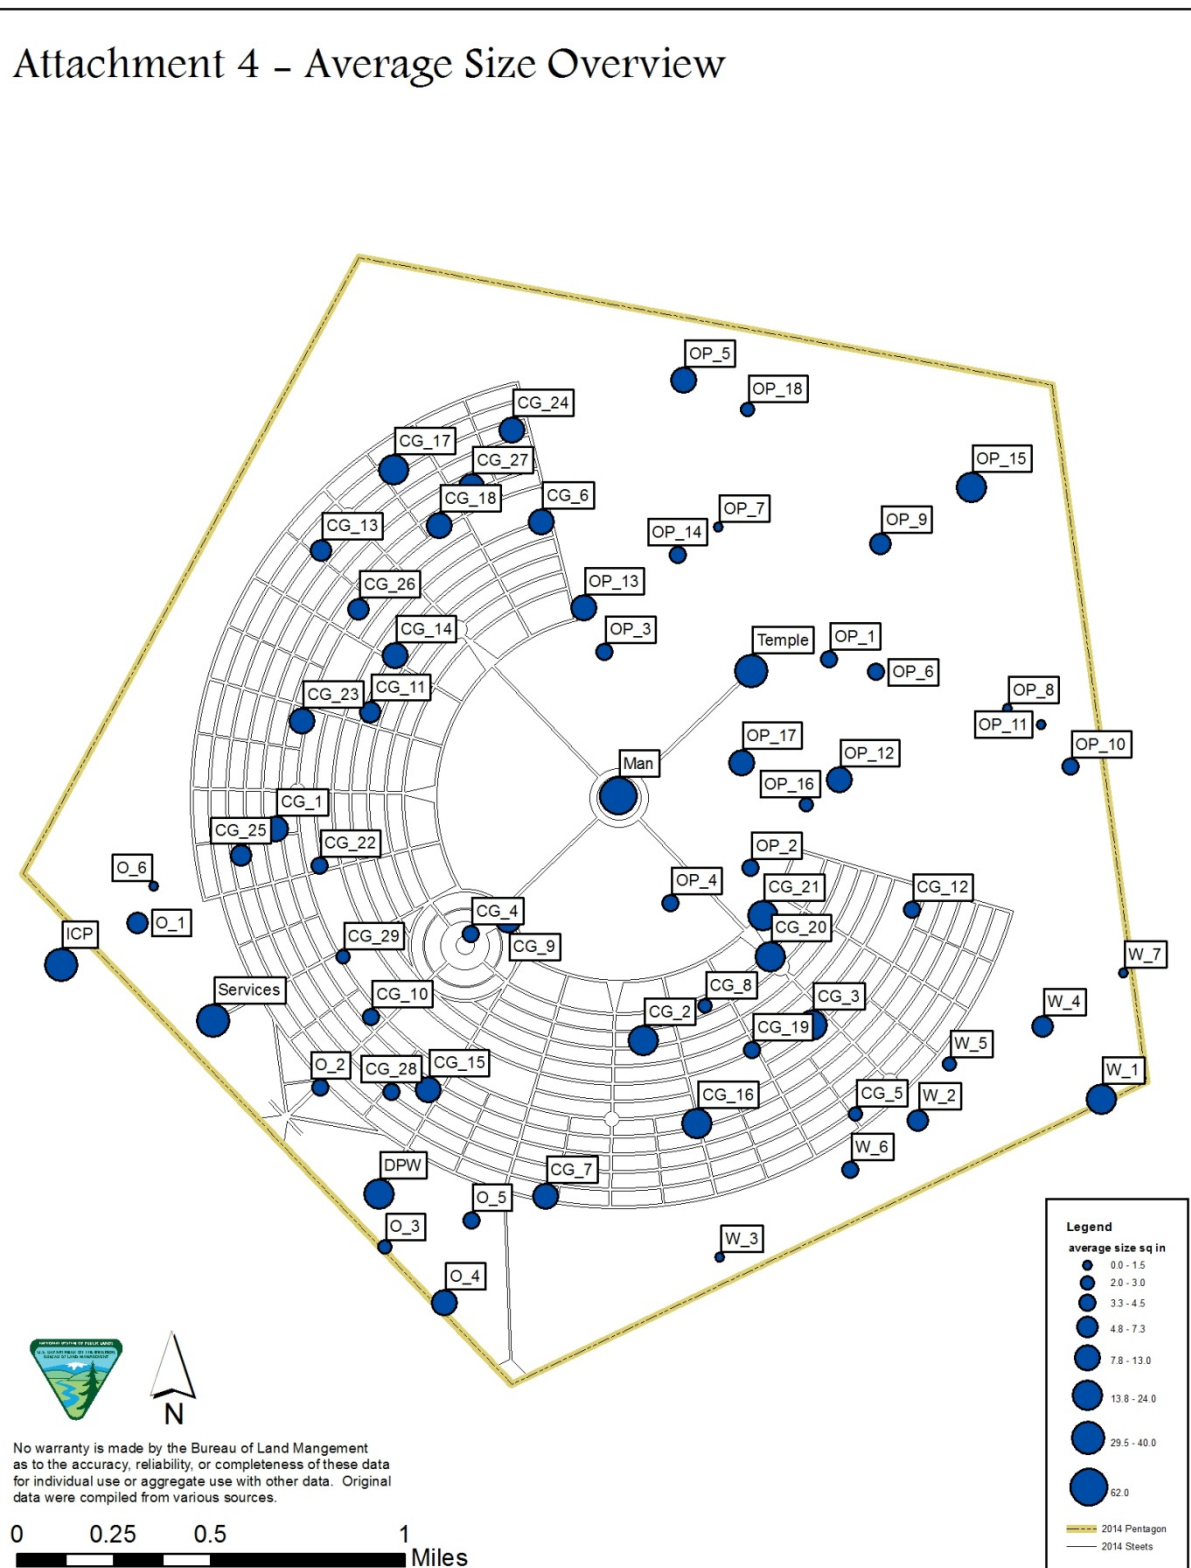 Attachment 4 – Average Size Overview
OP_5
OP_18
CG_24
CG_17
CG_27
OP_15
CG_18
CG_6
OP_7
CG_13
OP_14
OP_9
CG_26
OP_13
CG_14
OP_3
Temple
OP_1
OP_6
CG_23
CG_11
OP_8
OP_11
OP_17
OP_12
OP_10
Man
OP_16
CG_1
CG_25
CG_22
OP_2
O_6
OP_4
CG_21
CG_12
O_1
CG_4
CG_20
ICP
CG_29
CG_9
W_7
Services
CG_10
CG_8
CG_3
CG_2
W_4
CG_19
W_5
O_2
CG_28
CG_15
W_1
CG_16
CG_5
W_2
W_6
DPW
CG_7
O_5
O_3
W_3
O_4
Legend
average size sq in
0.0 - 1.5
2.0 - 3.0
3.3 - 4.5
4.8 - 7.3
7.8 - 13.0
13.8 - 24.0
29.5 - 40.0
62.0
2014 Pentagon
2014 Steets
N
No warranty is made by the Bureau of Land Mangement
as to the accuracy, reliability, or completeness of these data
for individual use or aggregate use with other data. Original
data were compiled from various sources.
0 0.25 0.5 1
Miles